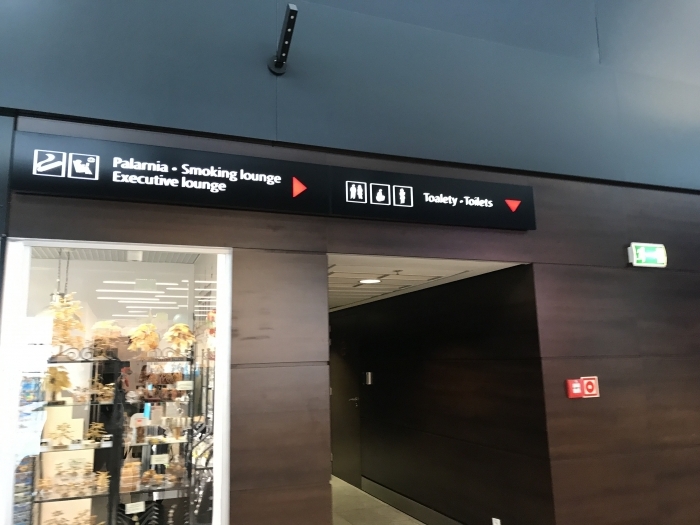 Palarnia • Smoking lounge
Executive lounge
Toalety • Toilets